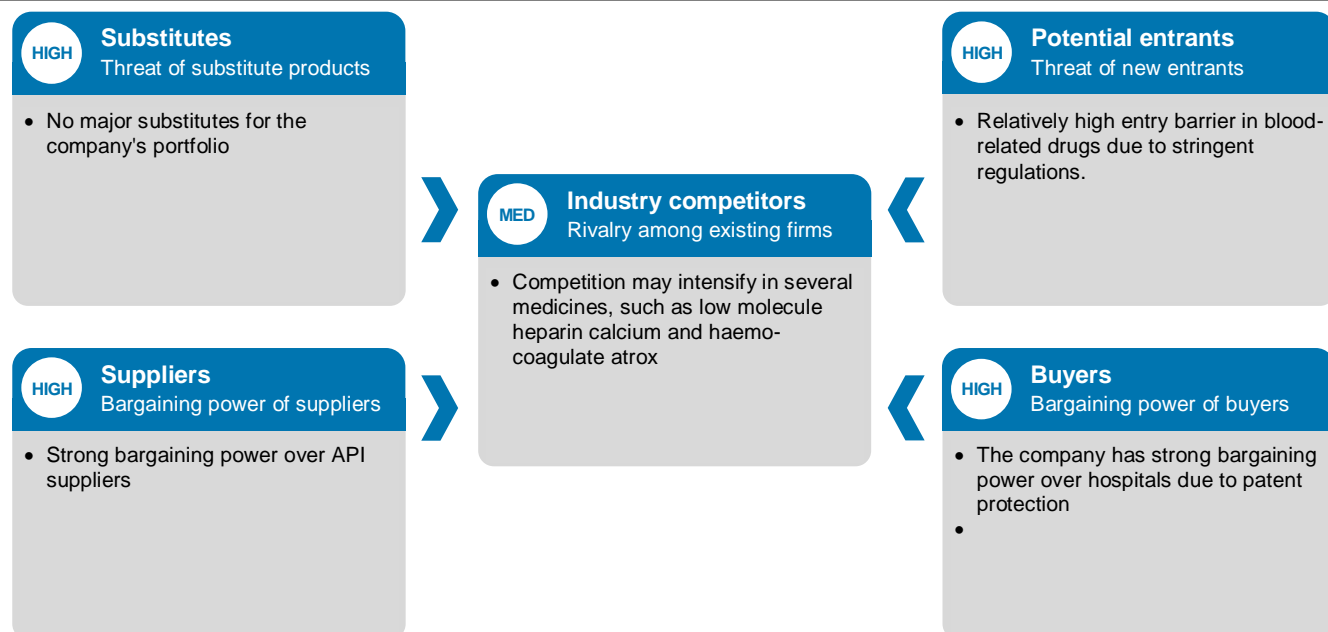 HIGH
Substitutes
Threat of substitute products
• No major substitutes for the
company's portfolio
HIGH
Potential entrants
Threat of new entrants
• Relatively high entry barrier in blood-
related drugs due to stringent
regulations.
MED
Industry competitors
Rivalry among existing firms
• Competition may intensify in several
medicines, such as low molecule
heparin calcium and haemo-
coagulate atrox
HIGH
Suppliers
Bargaining power of suppliers
• Strong bargaining power over API
suppliers
HIGH
Buyers
Bargaining power of buyers
• The company has strong bargaining
power over hospitals due to patent
protection
•